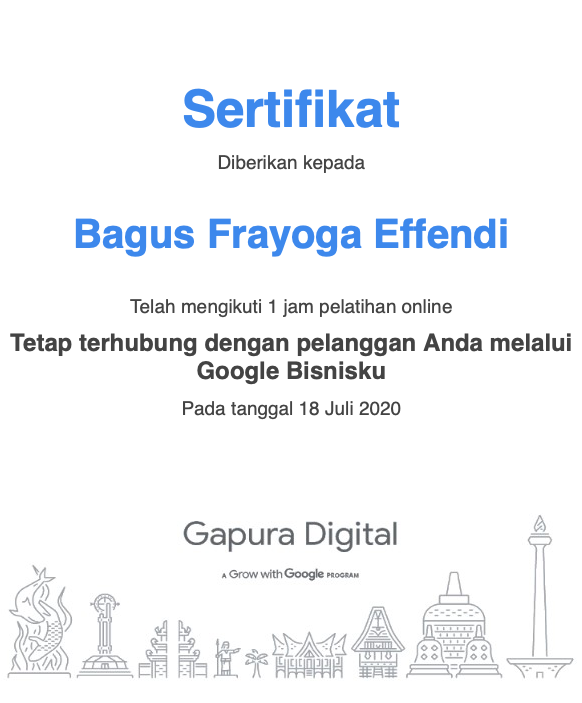 Sertifikat
Diberikan kepada
Bagus Frayoga Effendi
Telah mengikuti 1 jam pelatihan online
Tetap terhubung dengan pelanggan Anda melalui
Google Bisnisku
Pada tanggal 18 Juli 2020
Gapura Digital
A Grow with Google PROGRAM